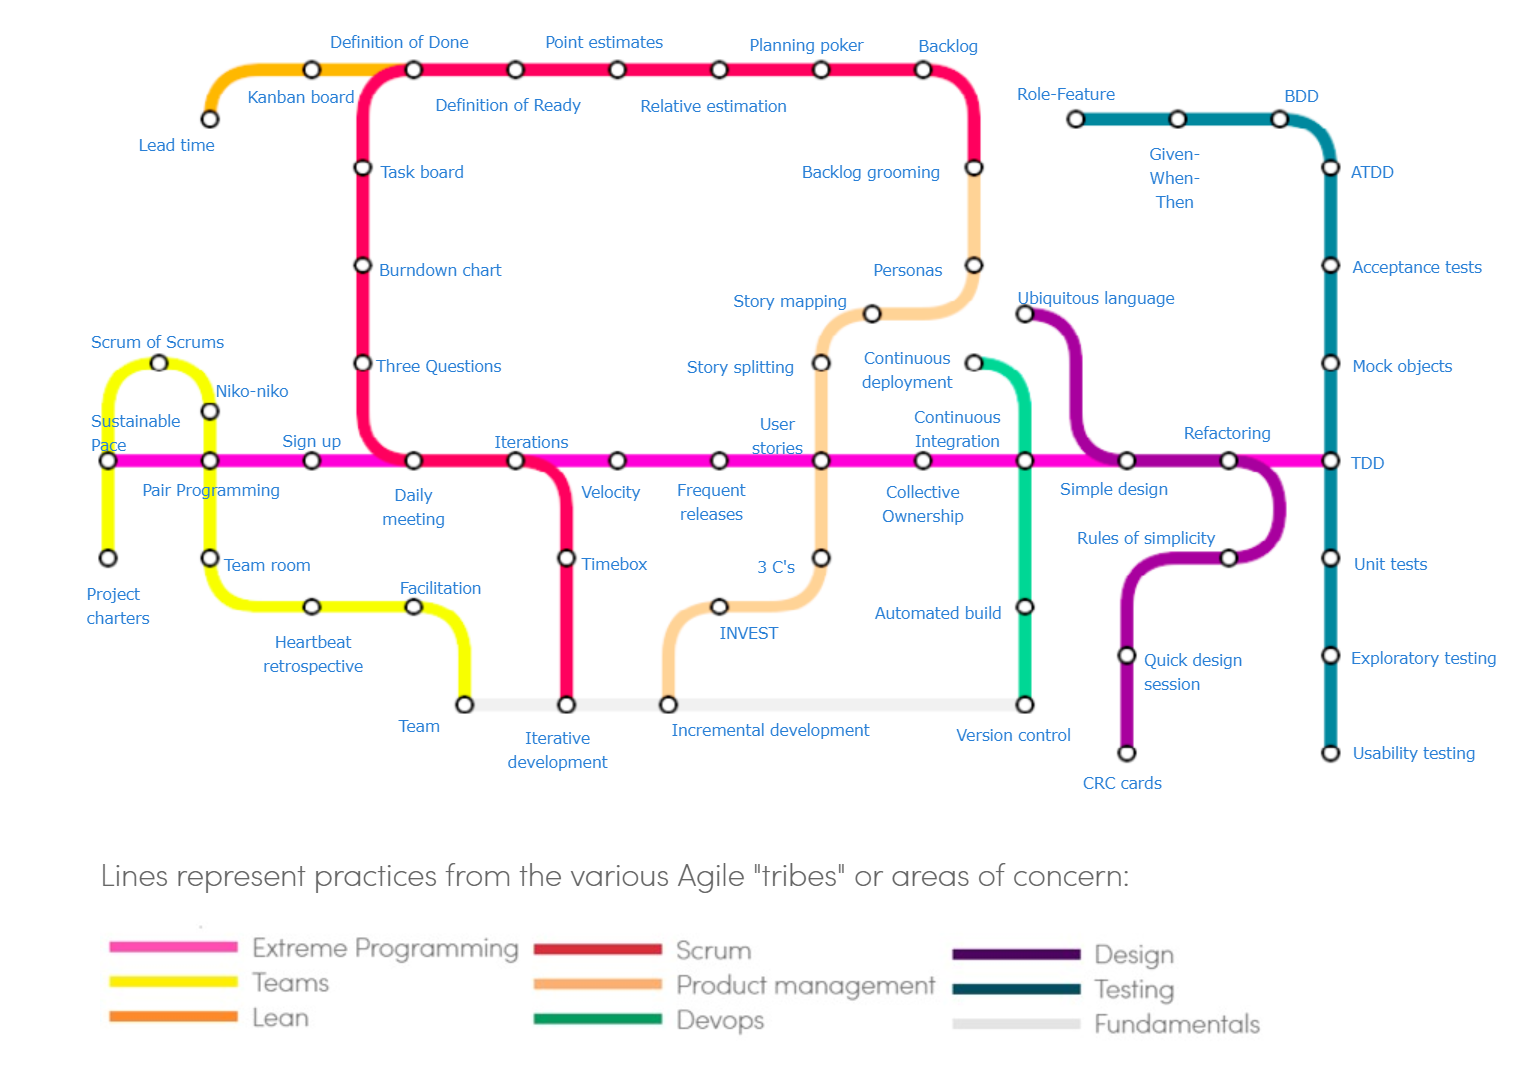 Definition of Done
Point estimates
Planning poker
Backlog
Kanban board
Definition of Ready
Relative estimation
Role-Feature
BDD
Lead time
Task board
Backlog grooming
Given-
When-
Then
ATDD
Burndown chart
Personas
Acceptance tests
Story mapping
Ubiquitous language
Scrum of Scrums
Three Questions
Story splitting
Continuous
deployment
Mock objects
Niko-niko
Sustainable
Pace
Sign up
Iterations
User
stories
Continuous
Integration
Refactoring
TDD
Pair Programming
Daily
meeting
Velocity
Frequent
releases
Collective
Ownership
Simple design
Rules of simplicity
Team room
Timebox
3 C's
Unit tests
Project
charters
Facilitation
Automated build
Heartbeat
retrospective
INVEST
Quick design
session
Exploratory testing
Team
Iterative
development
Incremental development
Version control
Usability testing
CRC cards
Lines represent practices from the various Agile "tribes" or areas of concern:
Extreme Programming
Teams
Lean
Scrum
Product management
Devops
Design
Testing
Fundamentals